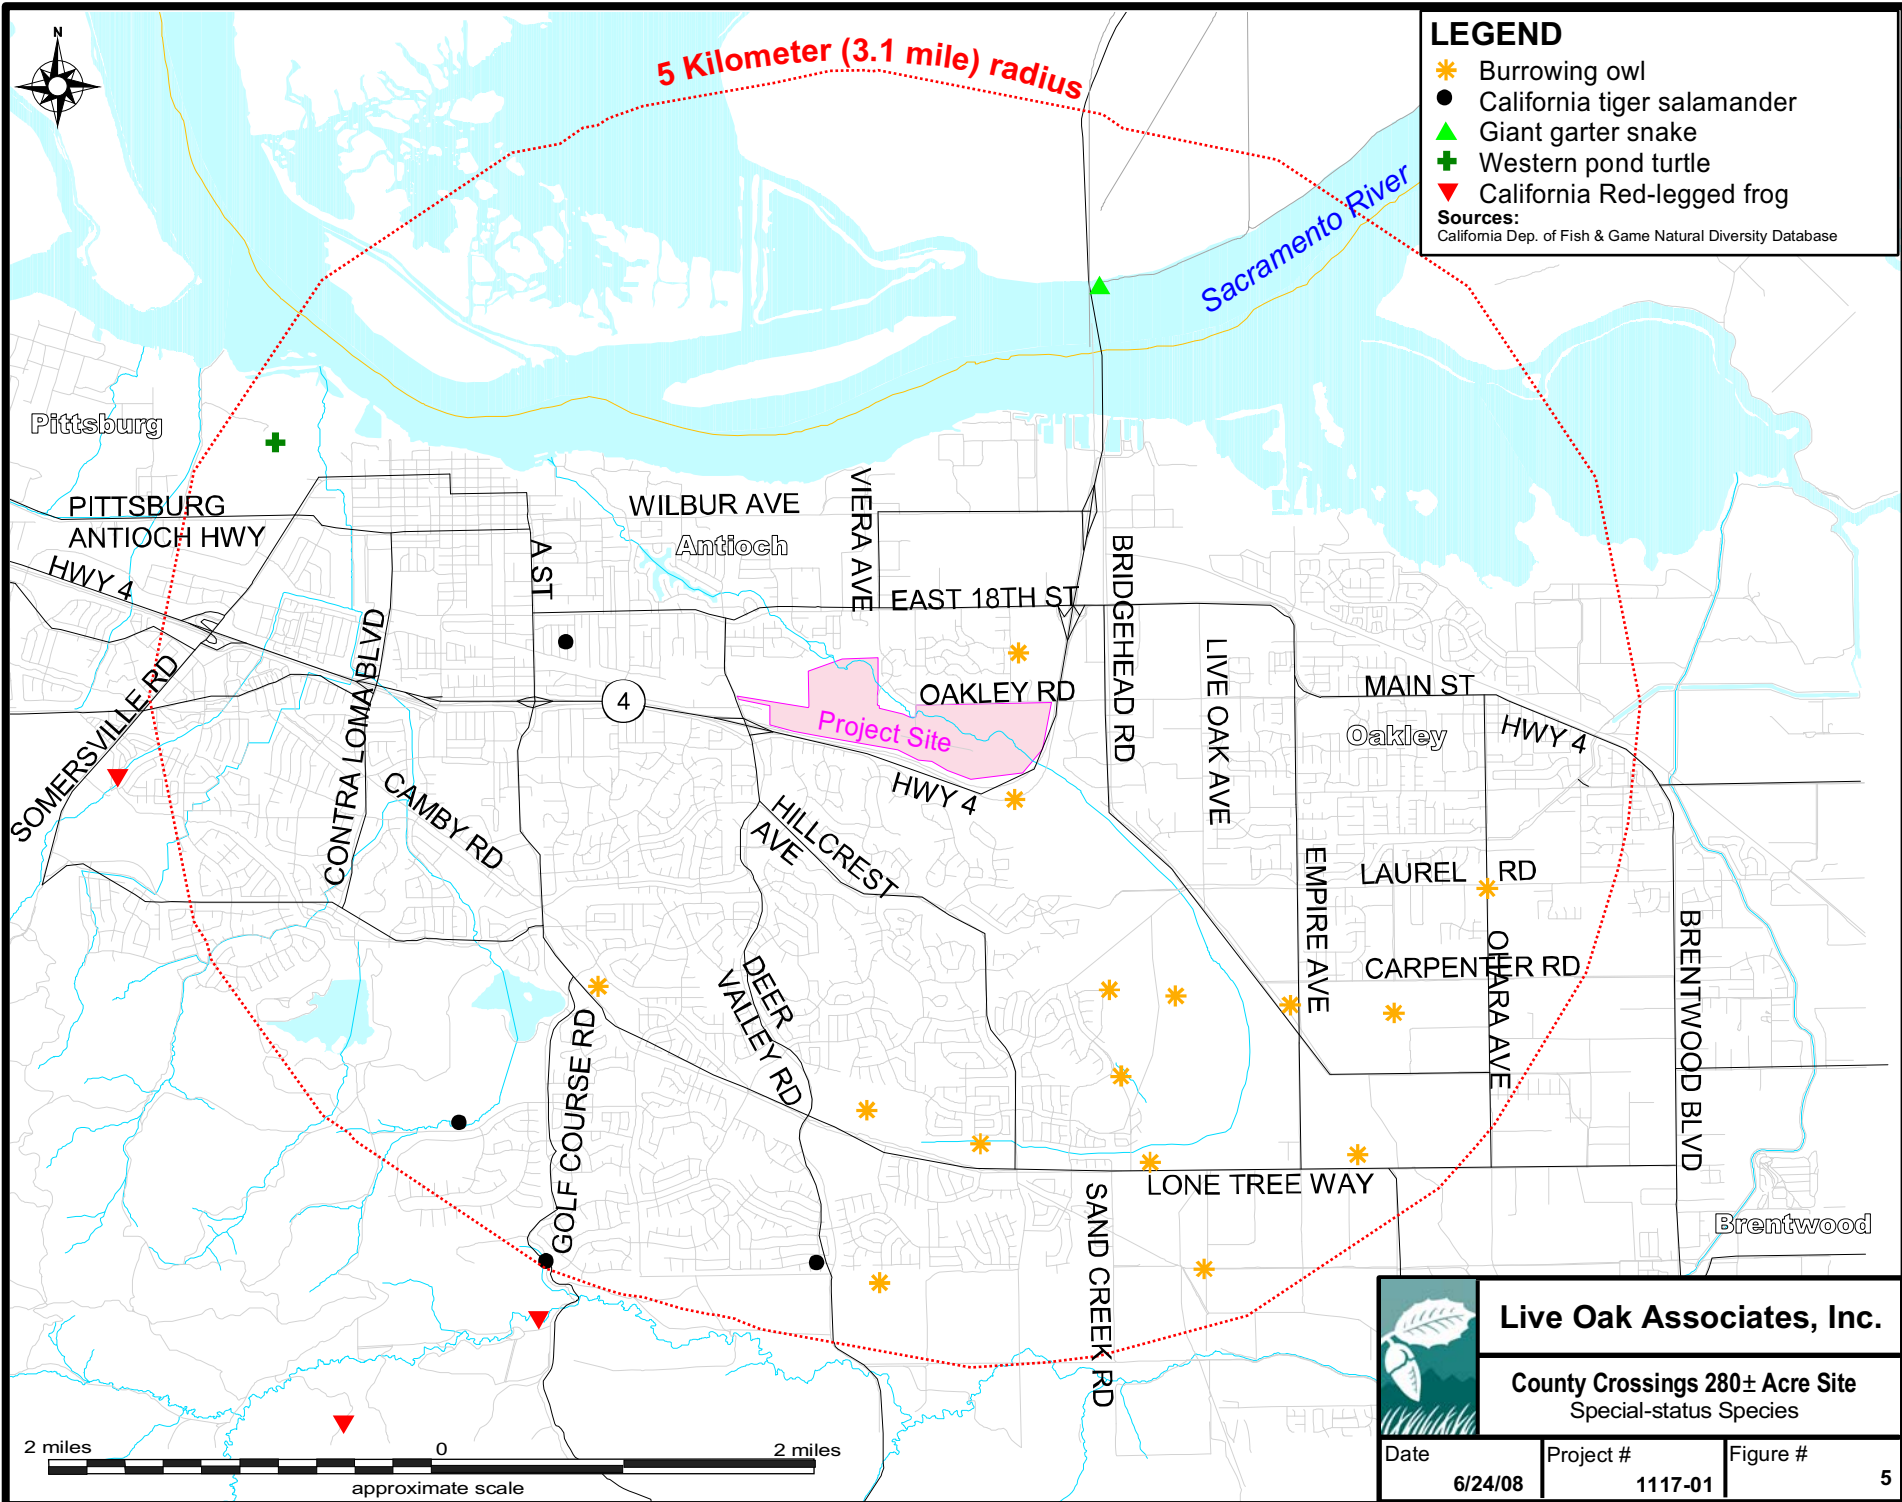 N
5 Kilometer (3.1 mile) radius
LEGEND
Burrowing owl
California tiger salamander
Giant garter snake
Western pond turtle
California Red-legged frog
Sources:
California Dep. of Fish & Game Natural Diversity Database
Sacramento River
Pittsburg
PITTSBURG
ANTIOCH HWY
HWY 4
WILBUR AVE
Antioch
VIERA AVE
A ST
EAST 18TH ST
BRIDGEHEAD RD
LIVE OAK AVE
OAKLEY RD
MAIN ST
Oakley
HWY 4
SOMERSVILLE RD
CONTRA LOMA BLVD
4
Project Site
HWY 4
CAMBY RD
HILLCREST
AVE
EMPIRE AVE
LAUREL RD
CARPENTER RD
OHARA AVE
BRENTWOOD BLVD
DEER
VALLEY RD
GOLF COURSE RD
LONE TREE WAY
SAND CREEK RD
Brentwood
Live Oak Associates, Inc.
County Crossings 280± Acre Site
Special-status Species
Date
6/24/08
Project #
1117-01
Figure #
5
2 miles
0
2 miles
approximate scale